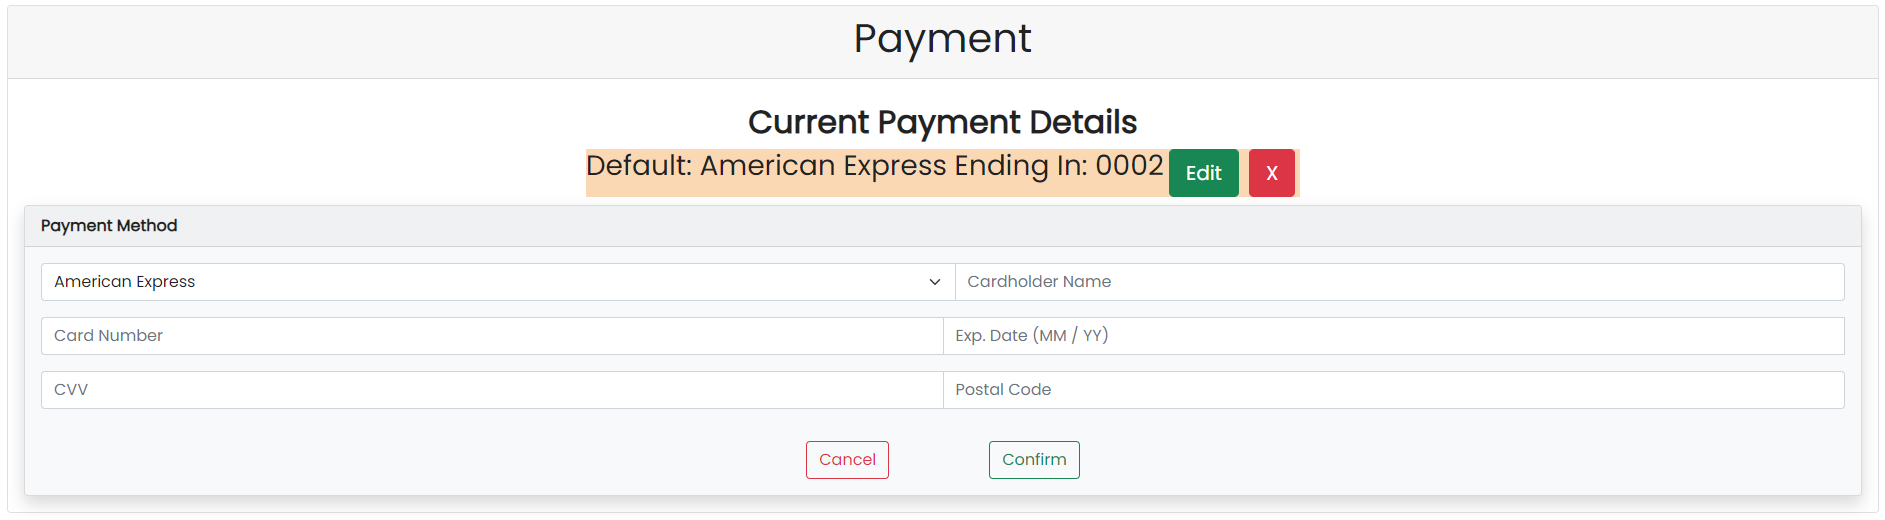 Payment
Current Payment Details
Default: American Express Ending In: 0002 Edit X
Payment Method
American Express Cardholder Name
Card Number Exp. Date (MM / YY)
CVV Postal Code
Cancel Confirm